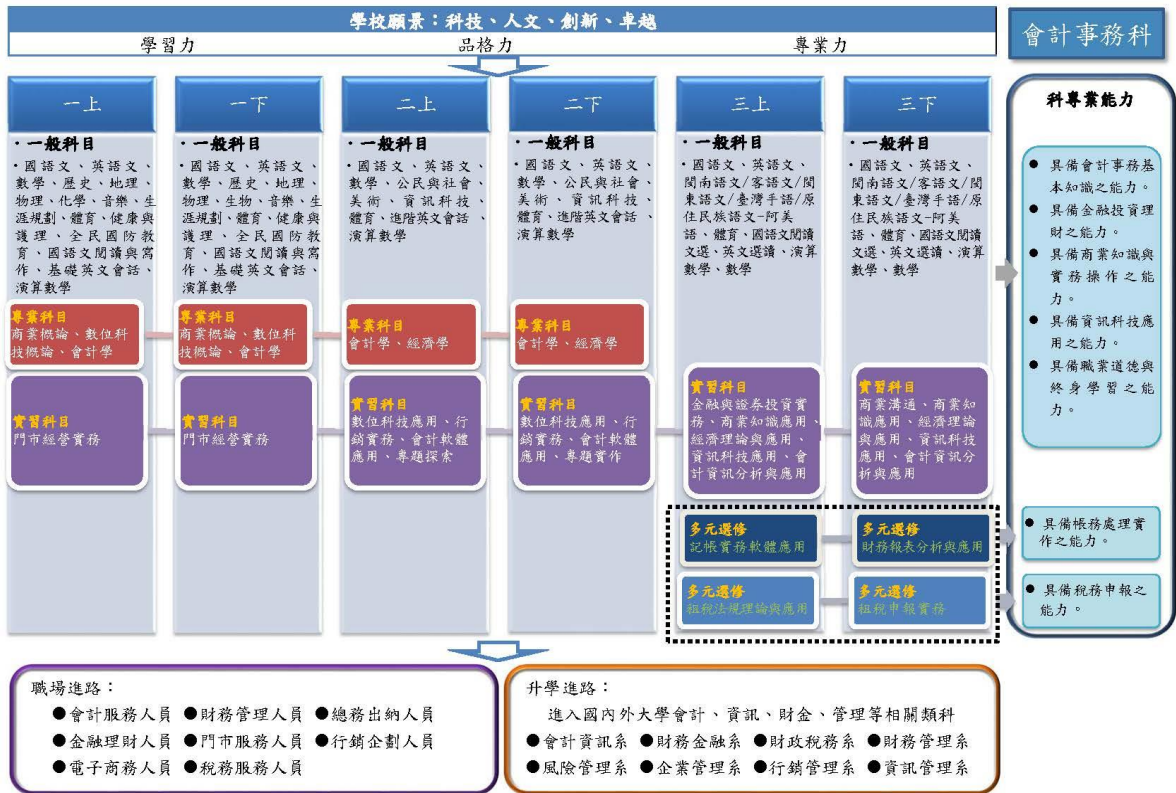 學校願景：科技、人文、創新、卓越
學習力 品格力 專業力
會計事務科
一上
・一般科目
・國語文、英語文、
數學、歷史、地理、
物理、化學、音樂、生
涯規劃、體育、健康與
護理、全民國防教
育、國語文閱讀與寫
作、基礎英文會話、
演算數學
專業科目
商業概論、數位科
技概論、會計學
實習科目
門市經營實務
一下
・一般科目
・國語文、英語文、
數學、歷史、地理、
物理、生物、音樂、生
涯規劃、體育、健康與
護理、全民國防教
育、國語文閱讀與寫
作、基礎英文會話、
演算數學
專業科目
商業概論、數位科
技概論、會計學
實習科目
門市經營實務
二上
・一般科目
・國語文、英語文、
數學、公民與社會、
美術、資訊科技、
體育、進階英文會話、
演算數學
專業科目
會計學、經濟學
實習科目
數位科技應用、行
銷實務、會計軟體
應用、專題探索
二下
・一般科目
・國語文、英語文、
數學、公民與社會、
美術、資訊科技、
體育、進階英文會話、
演算數學
專業科目
會計學、經濟學
實習科目
數位科技應用、行
銷實務、會計軟體
應用、專題實作
三上
・一般科目
・國語文、英語文、
閩南語文/客語文/閩
東語文/臺灣手語/原
住民族語文-阿美
語、體育、國語文閱讀
文選、英文選讀、演算
數學、數學
實習科目
金融與證券投資實
務、商業知識應用、
經濟理論與應用、
資訊科技應用、會
計資訊分析與應用
多元選修
記帳實務軟體應用
多元選修
租稅法規理論與應用
三下
・一般科目
・國語文、英語文、
閩南語文/客語文/閩
東語文/臺灣手語/原
住民族語文-阿美
語、體育、國語文閱讀
文選、英文選讀、演算
數學、數學
實習科目
商業溝通、商業知
識應用、經濟理論
與應用、資訊科技
應用、會計資訊分
析與應用
多元選修
財務報表分析與應用
多元選修
租稅申報實務
科專業能力
● 具備會計事務基
本知識之能力。
● 具備金融投資理
財之能力。
● 具備商業知識與
實務操作之能
力。
● 具備資訊科技應
用之能力。
● 具備職業道德與
終身學習之能
力。
● 具備帳務處理實
作之能力。
● 具備稅務申報之
能力。
職場進路：
●會計服務人員 ●財務管理人員 ●總務出納人員
●金融理財人員 ●門市服務人員 ●行銷企劃人員
●電子商務人員 ●稅務服務人員
升學進路：
進入國內外大學會計、資訊、財金、管理等相關類科
●會計資訊系 ●財務金融系 ●財政稅務系 ●財務管理系
●風險管理系 ●企業管理系 ●行銷管理系 ●資訊管理系